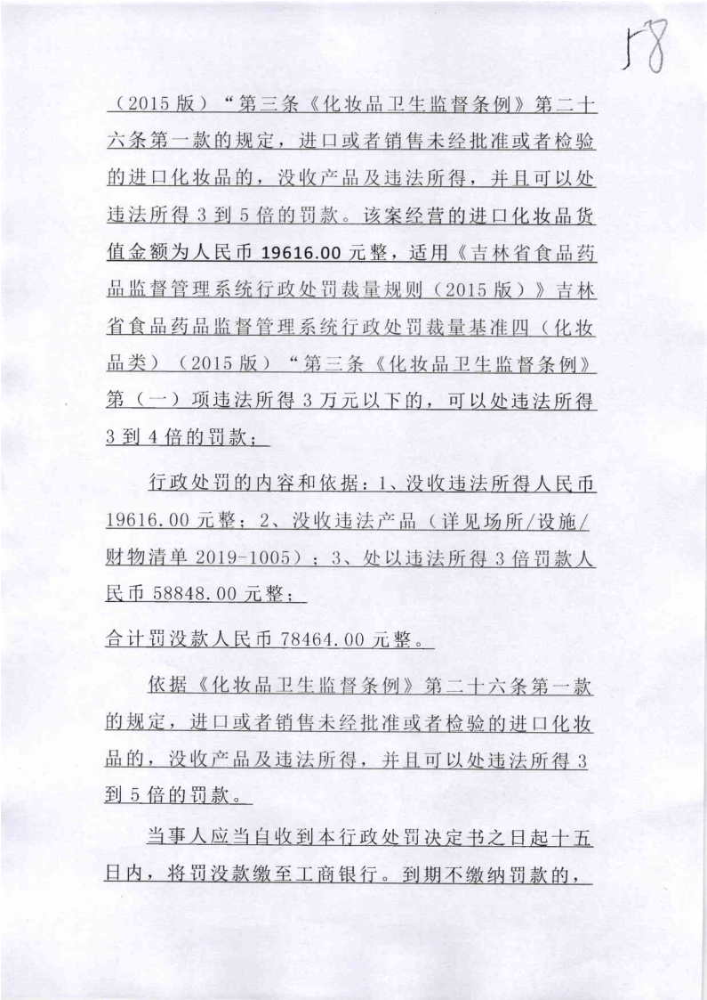 58
（2015 版）“第三条《化妆品卫生监督条例》第二十
六条第一款的规定，进口或者销售未经批准或者检验
的进口化妆品的，没收产品及违法所得，并且可以处
违法所得 3 到 5 倍的罚款。该案经营的进口化妆品货
值金额为人民币 19616.00 元整，适用《吉林省食品药
品监督管理系统行政处罚裁量规则（2015 版）》吉林
省食品药品监督管理系统行政处罚裁量基准四（化妆
品类）（2015 版）“第三条《化妆品卫生监督条例》
第（一）项违法所得 3 万元以下的，可以处违法所得
3 到 4 倍的罚款；
行政处罚的内容和依据：1、没收违法所得人民币
19616.00 元整；2、没收违法产品（详见场所/设施/
财物清单 2019-1005）；3、处以违法所得 3 倍罚款人
民币 58848.00 元整；
合计罚没款人民币 78464.00 元整。
依据《化妆品卫生监督条例》第二十六条第一款
的规定，进口或者销售未经批准或者检验的进口化妆
品的，没收产品及违法所得，并且可以处违法所得 3
到 5 倍的罚款。
当事人应当自收到本行政处罚决定书之日起十五
日内，将罚没款缴至工商银行。到期不缴纳罚款的，